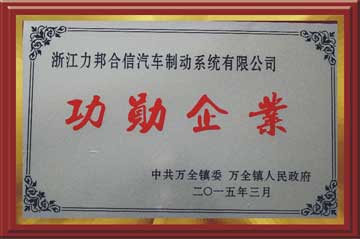 浙江力邦合信汽车制动系统有限公司
功勋企業
中共万全镇委 万全镇人民政府
二〇一五年三月